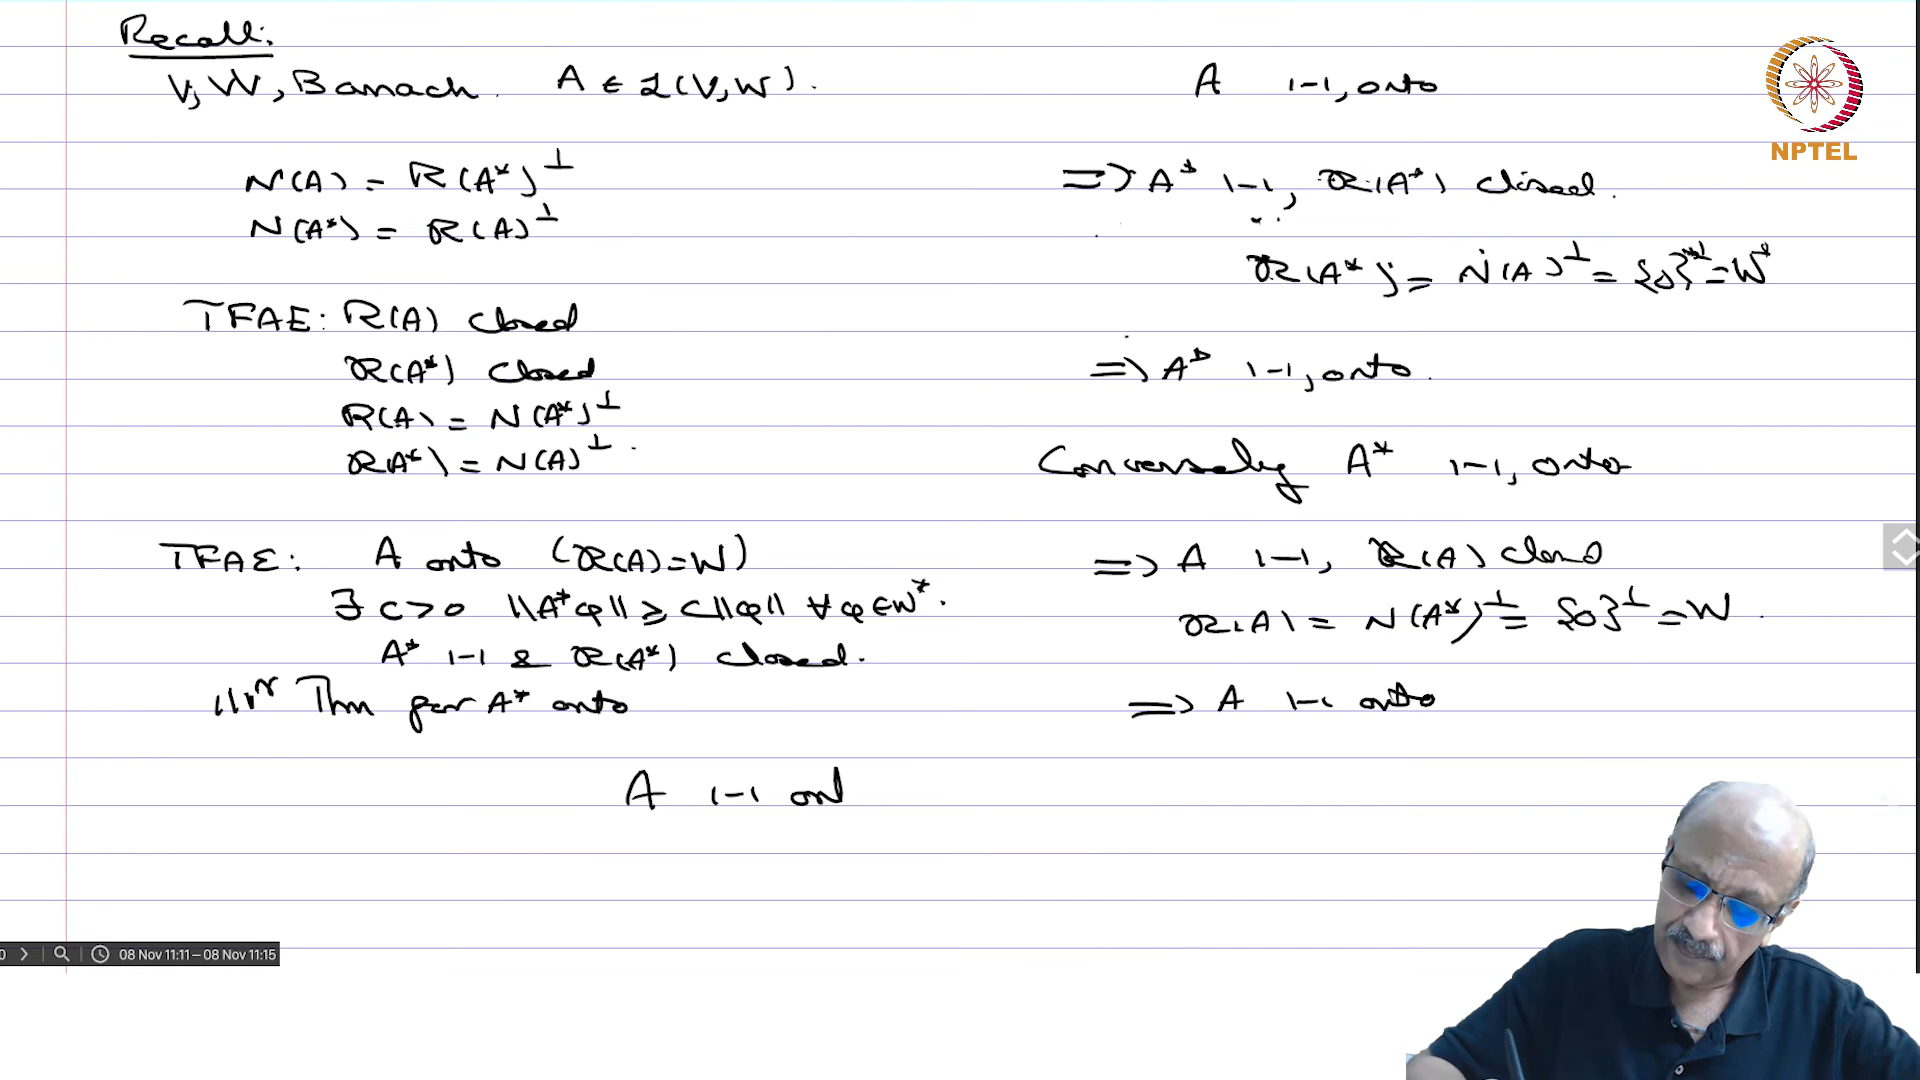 Recall:
V, W, Banach. A ∈ L(V, W).
N(A) = R(A*)⊥
N(A*) = R(A)⊥
TFAE: R(A) closed
R(A*) closed
R(A) = N(A*)⊥
R(A*) = N(A)⊥.
TFAE: A onto (R(A)=W)
∃ c>0 ||A*φ|| ≥ c||φ|| ∀ φ∈W*.
A* 1-1 & R(A*) closed.
|||ly Thm for A* onto
A 1-1 ont
A 1-1, onto
=> A* 1-1, R(A*) closed.
R(A*) = N(A)⊥ = {0}⊥ = W*
=> A* 1-1, onto.
Conversely A* 1-1, onto
=> A 1-1, R(A) closed
R(A) = N(A*)⊥ = {0}⊥ = W.
=> A 1-1 onto
NPTEL
08 Nov 11:11 – 08 Nov 11:15